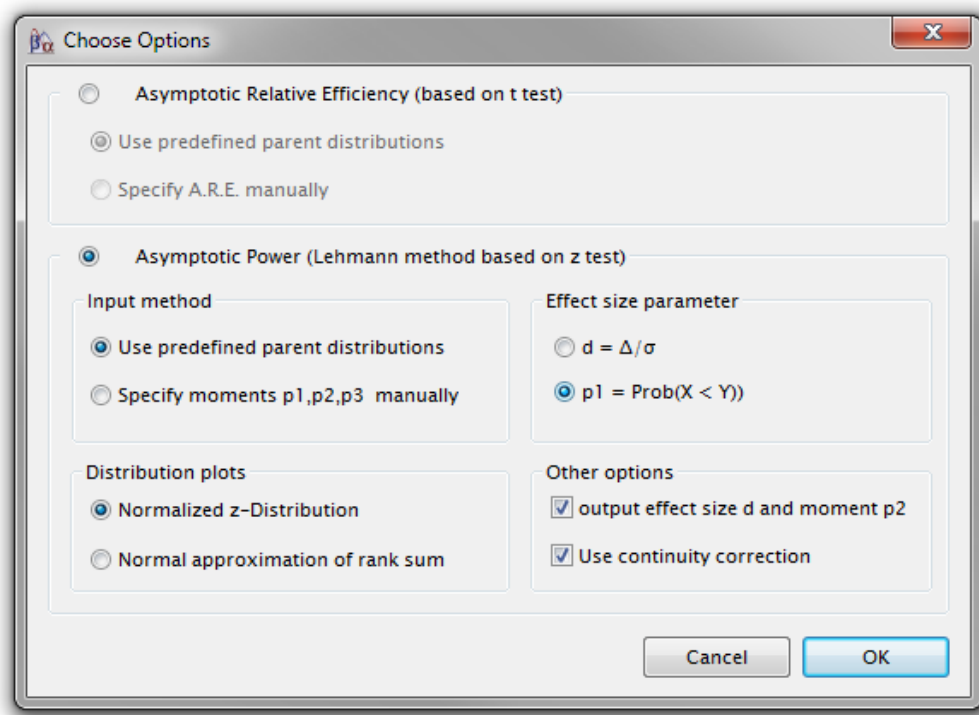 Choose Options
Asymptotic Relative Efficiency (based on t test)
Use predefined parent distributions
Specify A.R.E. manually
Asymptotic Power (Lehmann method based on z test)
Input method
Use predefined parent distributions
Specify moments p1,p2,p3 manually
Effect size parameter
d = Δ/σ
p1 = Prob(X < Y))
Distribution plots
Normalized z-Distribution
Normal approximation of rank sum
Other options
output effect size d and moment p2
Use continuity correction
Cancel
OK